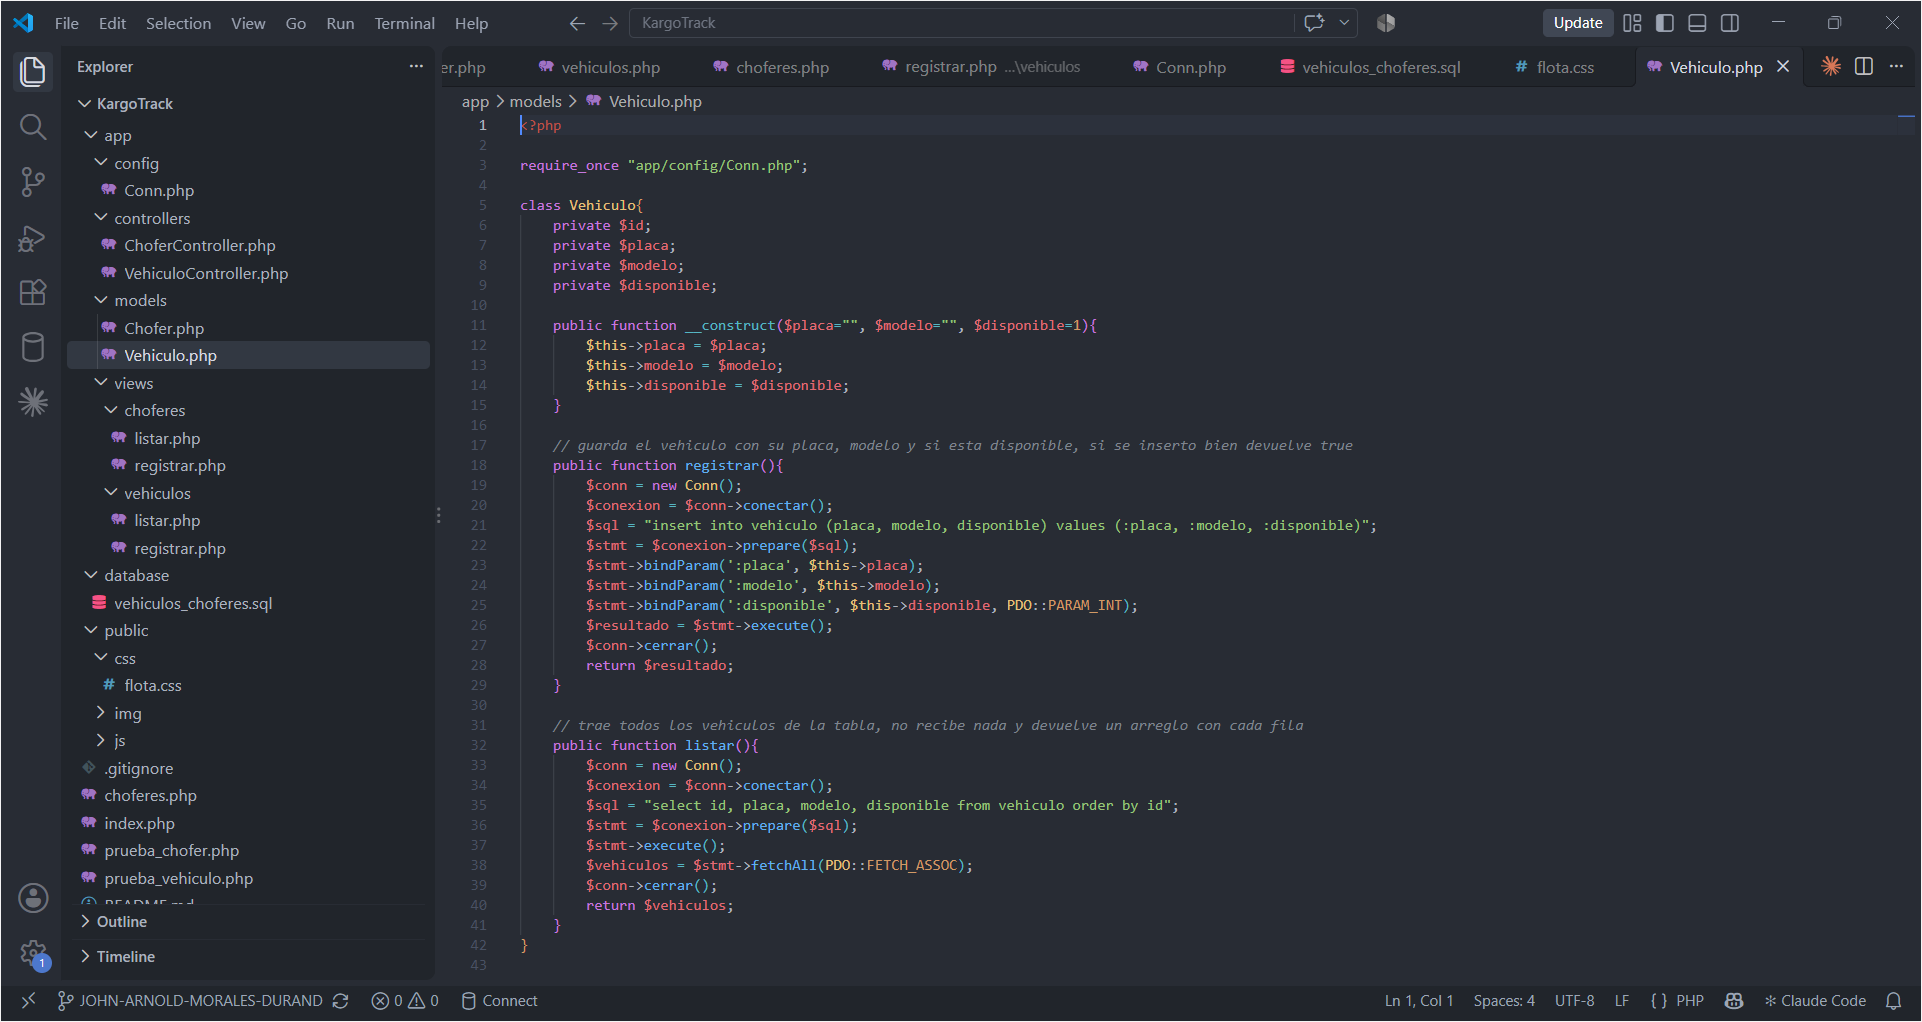 File Edit Selection View Go Run Terminal Help
KargoTrack
Update
Explorer
er.php vehiculos.php choferes.php registrar.php ...\vehiculos Conn.php vehiculos_choferes.sql # flota.css Vehiculo.php
KargoTrack
app
config
Conn.php
controllers
ChoferController.php
VehiculoController.php
models
Chofer.php
Vehiculo.php
views
choferes
listar.php
registrar.php
vehiculos
listar.php
registrar.php
database
vehiculos_choferes.sql
public
css
# flota.css
img
js
.gitignore
choferes.php
index.php
prueba_chofer.php
prueba_vehiculo.php
README.md
Outline
Timeline
app > models > Vehiculo.php
1 <?php
2
3 require_once "app/config/Conn.php";
4
5 class Vehiculo{
6 private $id;
7 private $placa;
8 private $modelo;
9 private $disponible;
10
11 public function __construct($placa="", $modelo="", $disponible=1){
12 $this->placa = $placa;
13 $this->modelo = $modelo;
14 $this->disponible = $disponible;
15 }
16
17 // guarda el vehiculo con su placa, modelo y si esta disponible, si se inserto bien devuelve true
18 public function registrar(){
19 $conn = new Conn();
20 $conexion = $conn->conectar();
21 $sql = "insert into vehiculo (placa, modelo, disponible) values (:placa, :modelo, :disponible)";
22 $stmt = $conexion->prepare($sql);
23 $stmt->bindParam(':placa', $this->placa);
24 $stmt->bindParam(':modelo', $this->modelo);
25 $stmt->bindParam(':disponible', $this->disponible, PDO::PARAM_INT);
26 $resultado = $stmt->execute();
27 $conn->cerrar();
28 return $resultado;
29 }
30
31 // trae todos los vehiculos de la tabla, no recibe nada y devuelve un arreglo con cada fila
32 public function listar(){
33 $conn = new Conn();
34 $conexion = $conn->conectar();
35 $sql = "select id, placa, modelo, disponible from vehiculo order by id";
36 $stmt = $conexion->prepare($sql);
37 $stmt->execute();
38 $vehiculos = $stmt->fetchAll(PDO::FETCH_ASSOC);
39 $conn->cerrar();
40 return $vehiculos;
41 }
42 }
43
1
JOHN-ARNOLD-MORALES-DURAND 0 0 Connect Ln 1, Col 1 Spaces: 4 UTF-8 LF { } PHP Claude Code